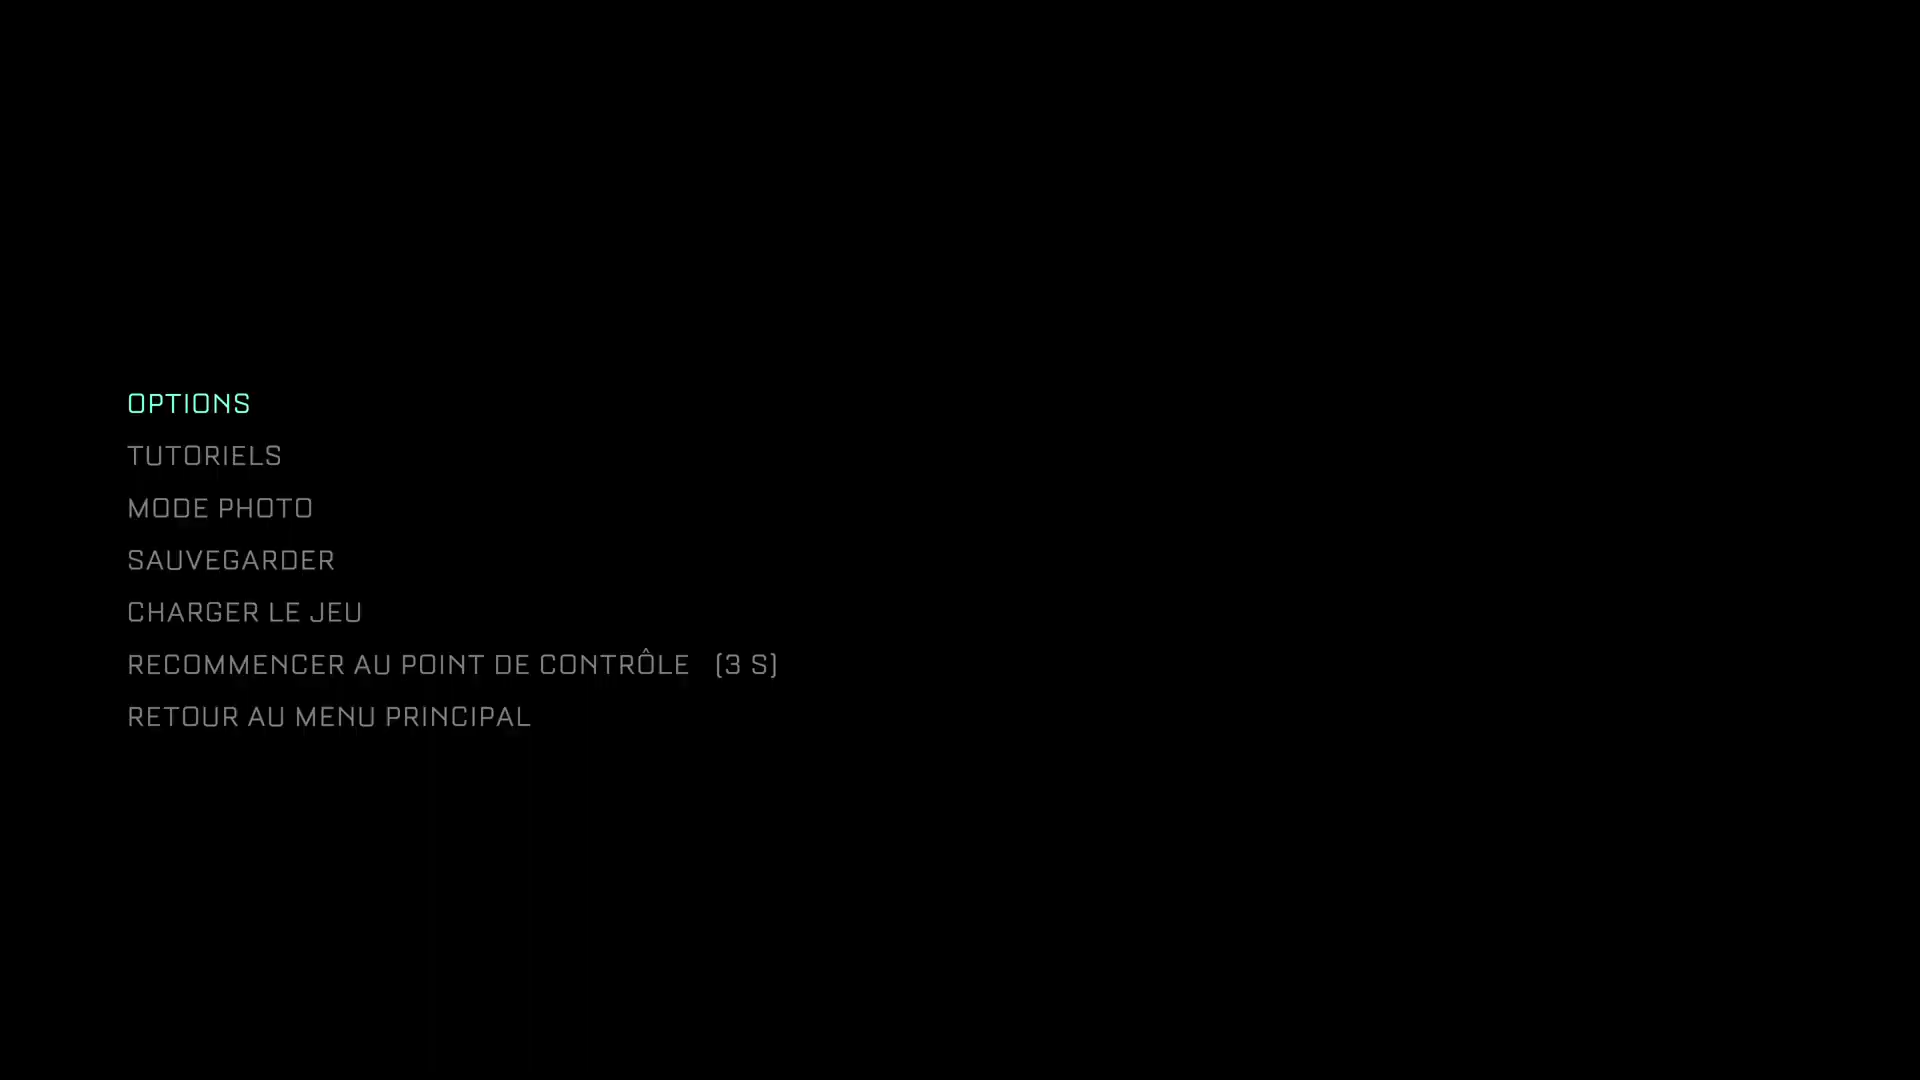 OPTIONS
TUTORIELS
MODE PHOTO
SAUVEGARDER
CHARGER LE JEU
RECOMMENCER AU POINT DE CONTRÔLE (3 S)
RETOUR AU MENU PRINCIPAL